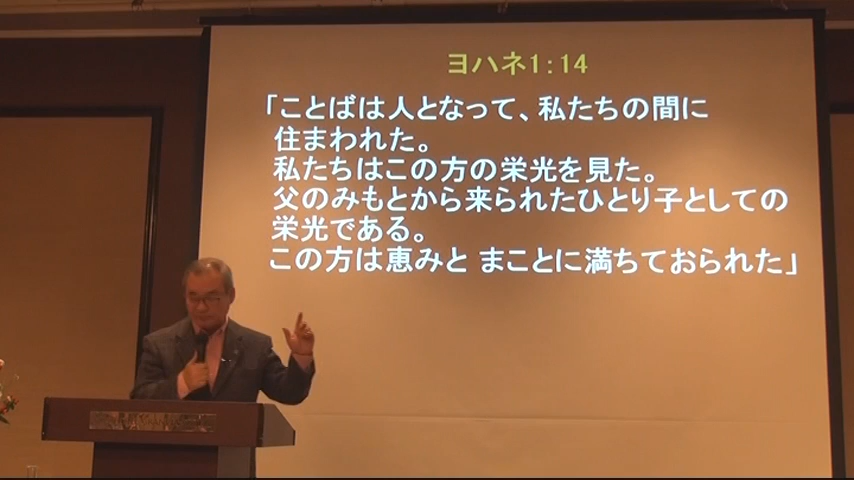 ヨハネ1：14
「ことばは人となって、私たちの間に
住まわれた。
私たちはこの方の栄光を見た。
父のみもとから来られたひとり子としての
栄光である。
この方は恵みと まことに満ちておられた」